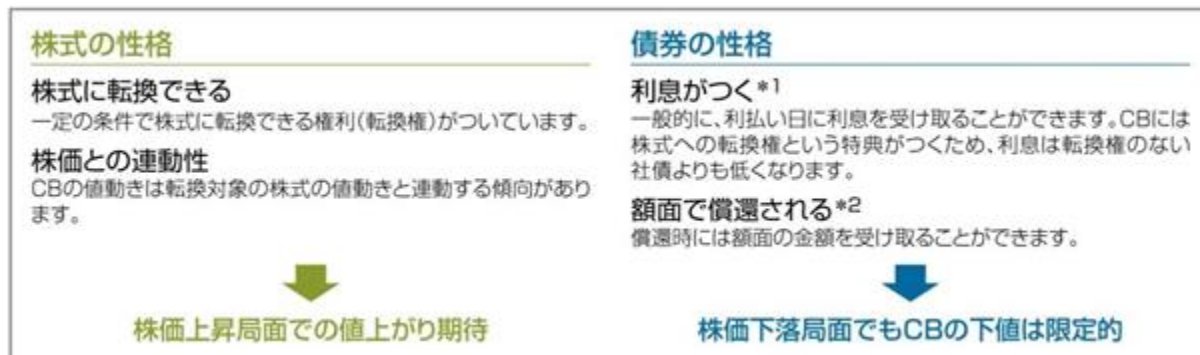 株式の性格
株式に転換できる
一定の条件で株式に転換できる権利(転換権)がついています。
株価との連動性
CBの値動きは転換対象の株式の値動きと連動する傾向があり
ます。
株価上昇局面での値上がり期待
債券の性格
利息がつく*1
一般的に、利払い日に利息を受け取ることができます。CBには
株式への転換権という特典がつくため、利息は転換権のない
社債よりも低くなります。
額面で償還される*2
償還時には額面の金額を受け取ることができます。
株価下落局面でもCBの下値は限定的